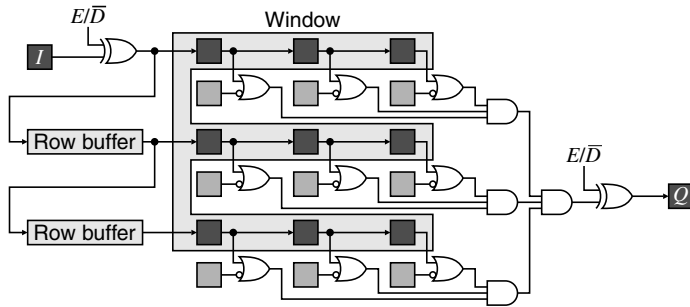 Window
E/D̅
I
Row buffer
E/D̅
Q
Row buffer